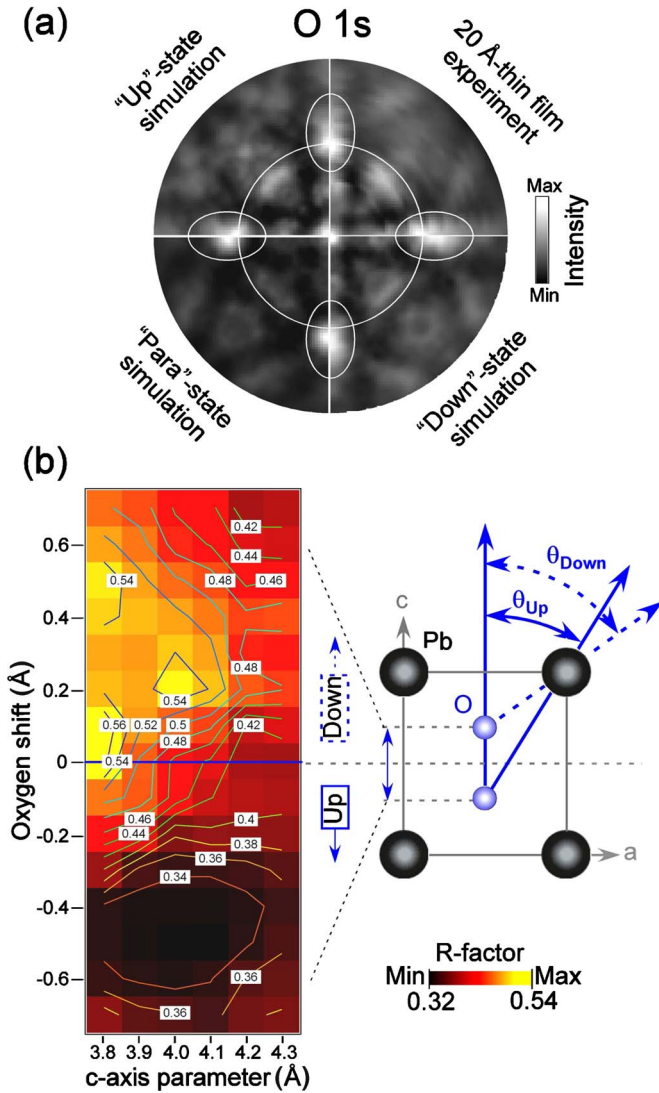 (a)
O 1s
"Up"-state
simulation
20 Å-thin film
experiment
Max
Intensity
Min
"Para"-state
simulation
"Down"-state
simulation
(b)
Oxygen shift (Å)
0.6
0.4
0.2
0
-0.2
-0.4
-0.6
0.42
0.44
0.54
0.48
0.46
0.48
0.54
0.56
0.52
0.5
0.42
0.48
0.54
0.46
0.44
0.4
0.38
0.36
0.36
0.34
0.36
0.36
3.8
3.9
4.0
4.1
4.2
4.3
c-axis parameter (Å)
Down
Up
θDown
θUp
c
Pb
O
a
R-factor
Min
Max
0.32
0.54